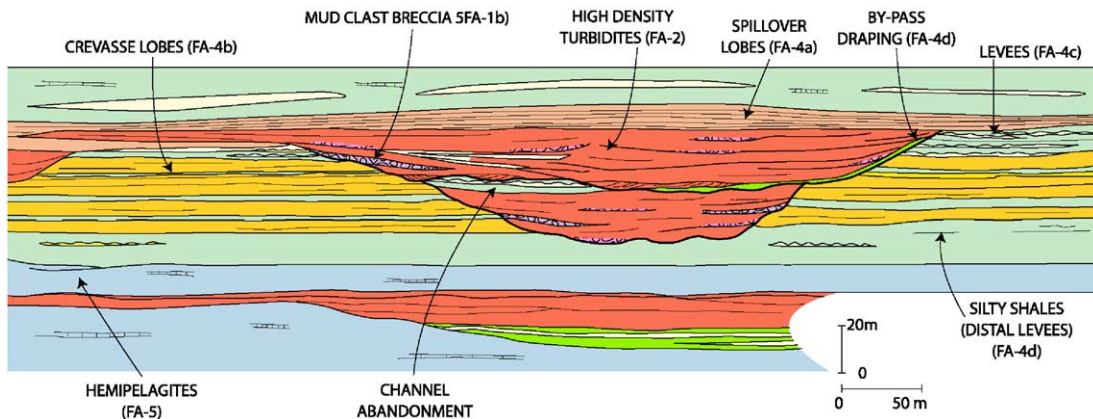 CREVASSE LOBES (FA-4b)
MUD CLAST BRECCIA 5FA-1b)
HIGH DENSITY
TURBIDITES (FA-2)
SPILLOVER
LOBES (FA-4a)
BY-PASS
DRAPING (FA-4d)
LEVEES (FA-4c)
HEMIPELAGITES
(FA-5)
CHANNEL
ABANDONMENT
20m
0
0
50 m
SILTY SHALES
(DISTAL LEVEES)
(FA-4d)